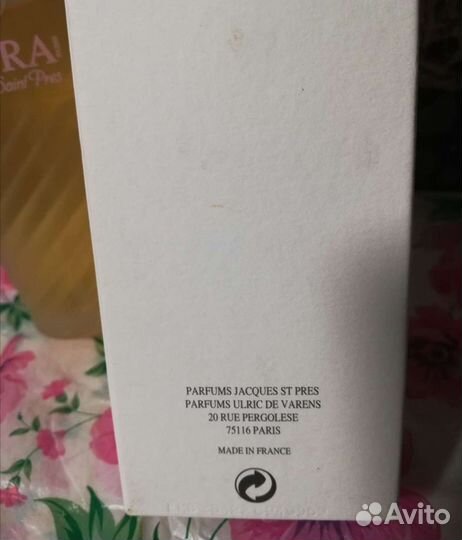 RA
Saint Pres
PARFUMS JACQUES ST PRES
PARFUMS ULRIC DE VARENS
20 RUE PERGOLESE
75116 PARIS
MADE IN FRANCE
Avito